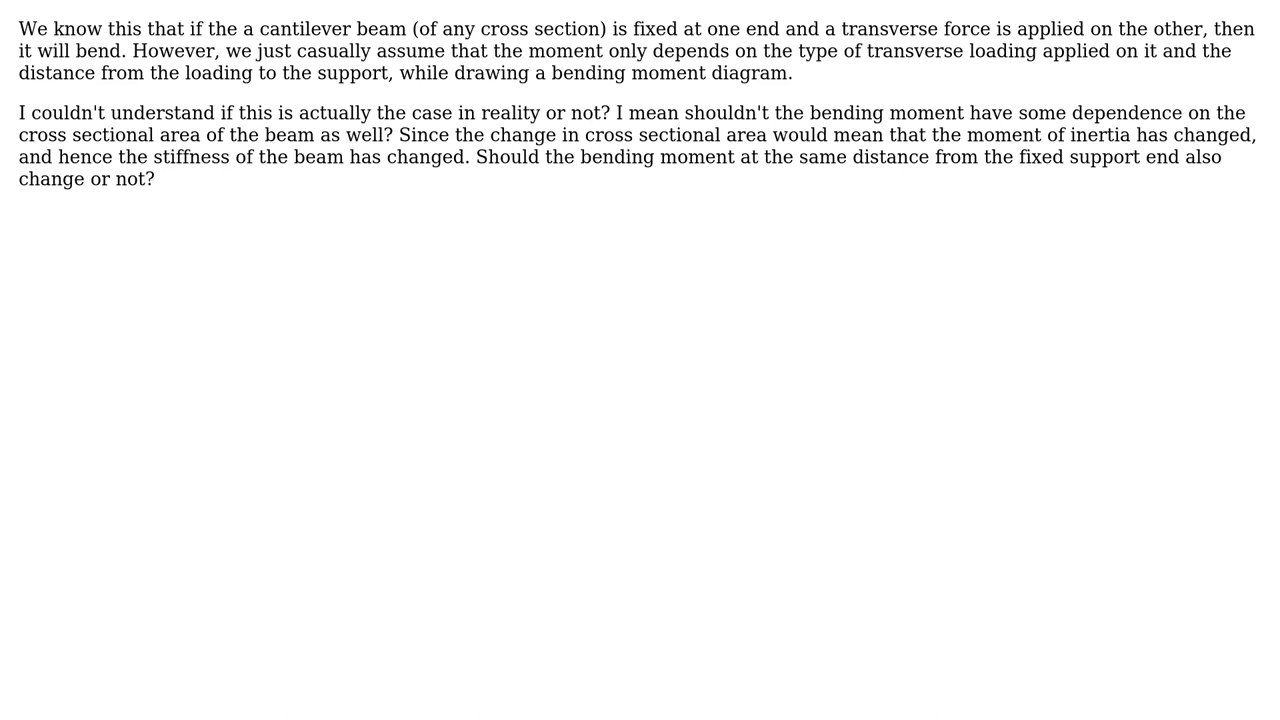 We know this that if the a cantilever beam (of any cross section) is fixed at one end and a transverse force is applied on the other, then
it will bend. However, we just casually assume that the moment only depends on the type of transverse loading applied on it and the
distance from the loading to the support, while drawing a bending moment diagram.
I couldn't understand if this is actually the case in reality or not? I mean shouldn't the bending moment have some dependence on the
cross sectional area of the beam as well? Since the change in cross sectional area would mean that the moment of inertia has changed,
and hence the stiffness of the beam has changed. Should the bending moment at the same distance from the fixed support end also
change or not?